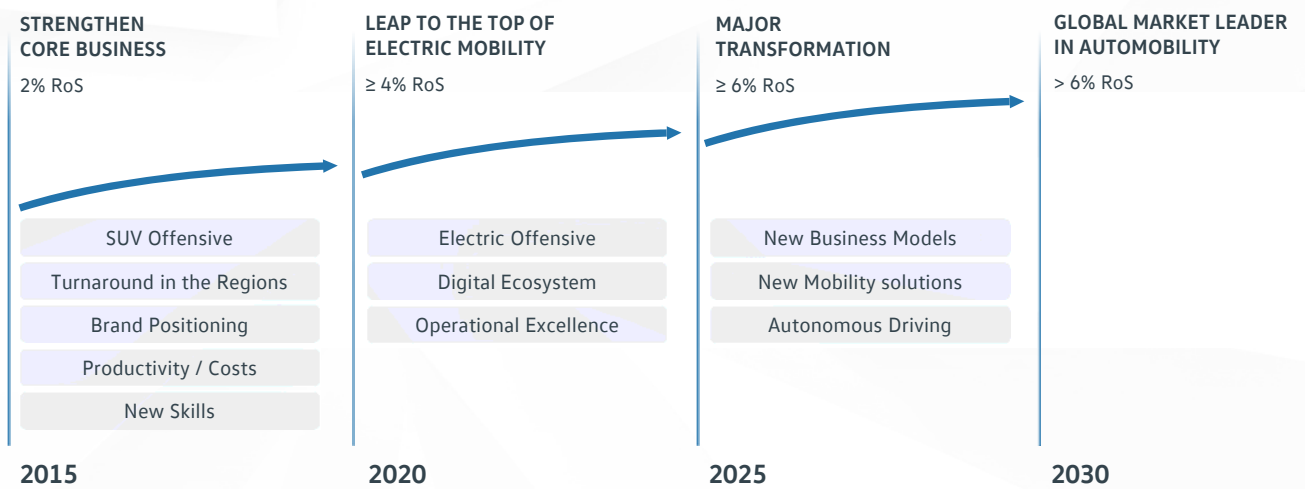 STRENGTHEN
CORE BUSINESS
2% RoS
SUV Offensive
Turnaround in the Regions
Brand Positioning
Productivity / Costs
New Skills
2015
LEAP TO THE TOP OF
ELECTRIC MOBILITY
≥ 4% RoS
Electric Offensive
Digital Ecosystem
Operational Excellence
2020
MAJOR
TRANSFORMATION
≥ 6% RoS
New Business Models
New Mobility solutions
Autonomous Driving
2025
GLOBAL MARKET LEADER
IN AUTOMOBILITY
> 6% RoS
2030